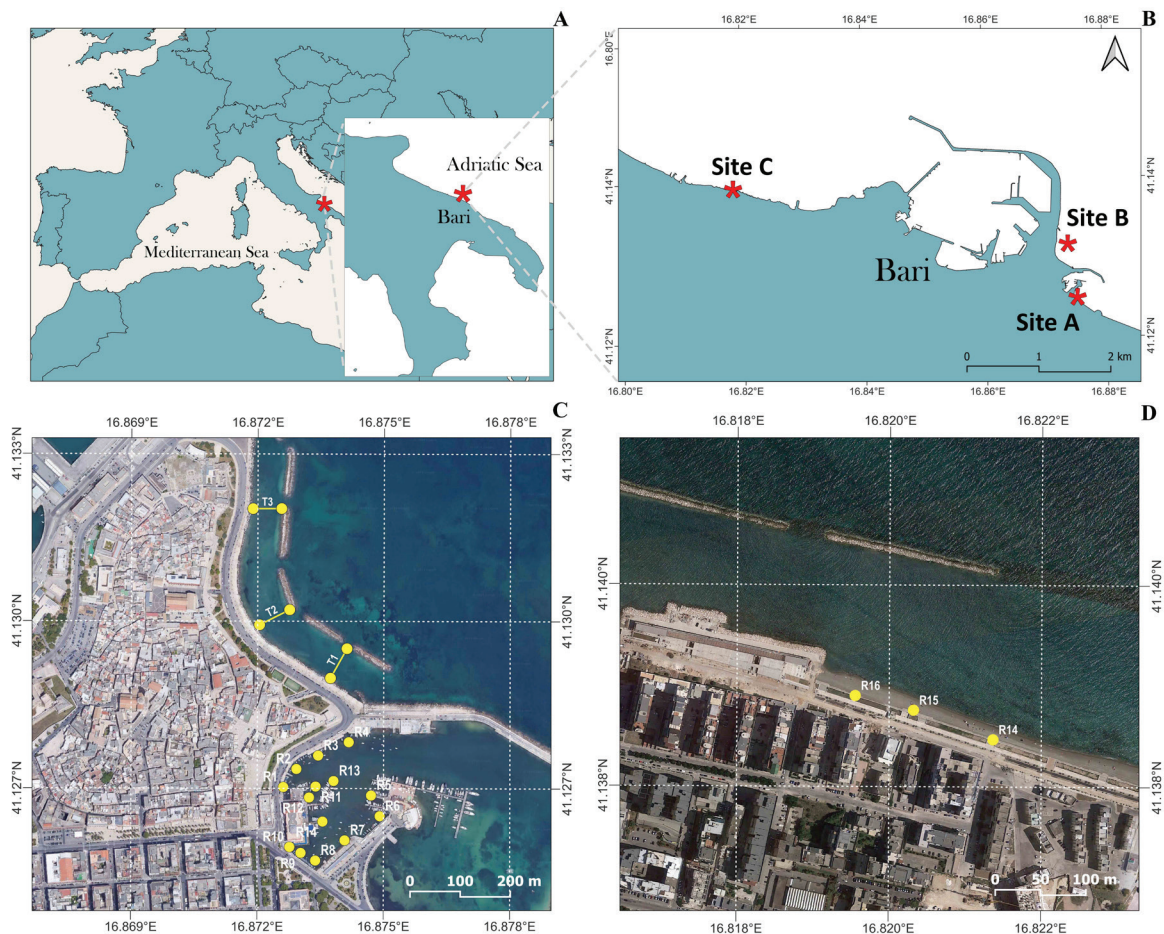 A
Adriatic Sea
Bari
Mediterranean Sea
B
16.82°E
16.84°E
16.86°E
16.88°E
16.80°E
41.14°N
41.12°N
Site C
Site B
Bari
Site A
41.14°N
41.12°N
0 1 2 km
16.80°E
16.82°E
16.84°E
16.86°E
16.88°E
C
16.869°E
16.872°E
16.875°E
16.878°E
41.133°N
41.130°N
41.127°N
T3
T2
T1
R4
R3
R2
R1
R13
R5
R11
R12
R6
R14
R10
R7
R9
R8
41.133°N
41.130°N
41.127°N
0 100 200 m
16.869°E
16.872°E
16.875°E
16.878°E
D
16.818°E
16.820°E
16.822°E
41.140°N
41.138°N
R16
R15
R14
41.140°N
41.138°N
0 50 100 m
16.818°E
16.820°E
16.822°E